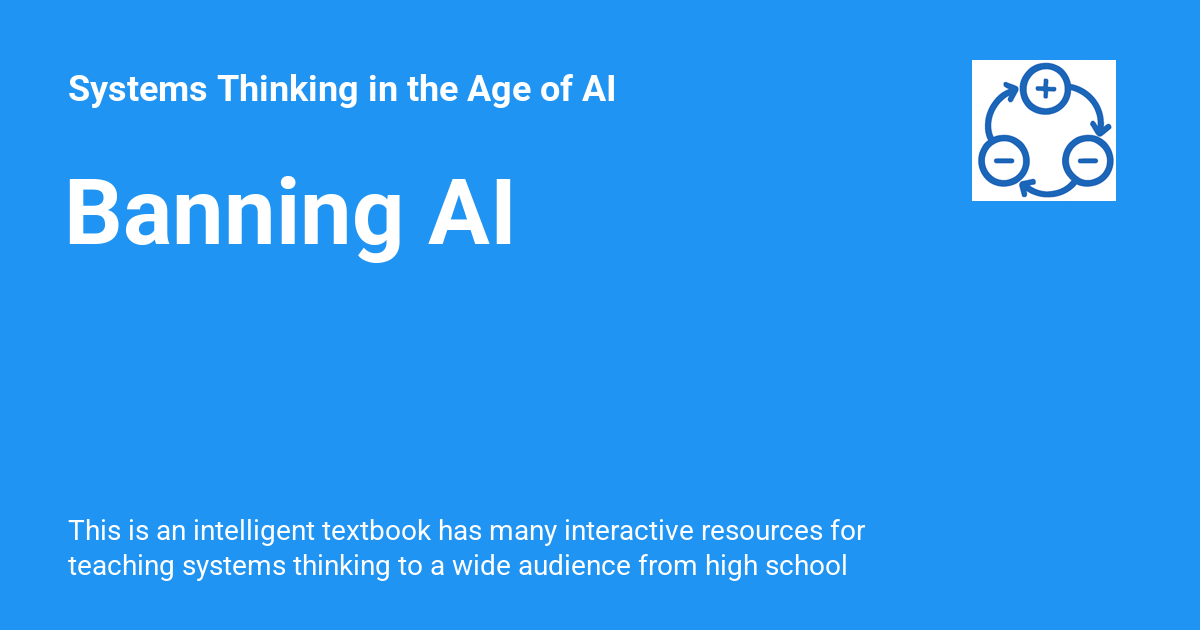 Systems Thinking in the Age of AI
Banning AI
This is an intelligent textbook has many interactive resources for
teaching systems thinking to a wide audience from high school